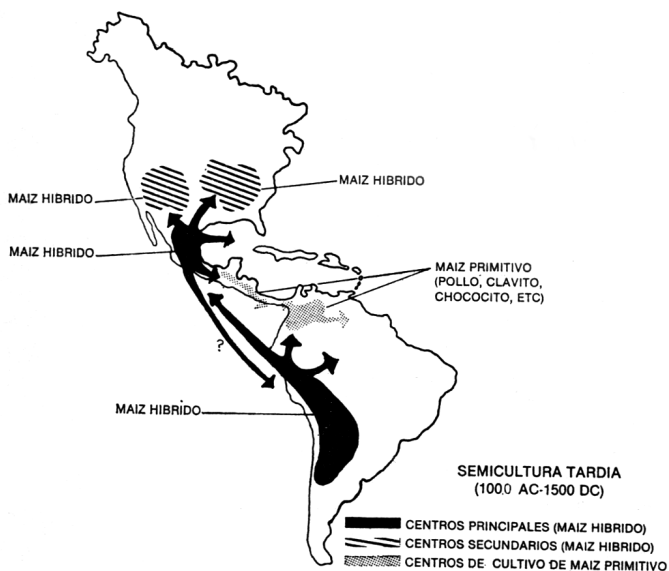 MAIZ HIBRIDO
MAIZ HIBRIDO
MAIZ HIBRIDO
MAIZ PRIMITIVO
(POLLO, CLAVITO,
CHOCOCITO, ETC)
?
MAIZ HIBRIDO
SEMICULTURA TARDIA
(1000 AC-1500 DC)
CENTROS PRINCIPALES (MAIZ HIBRIDO)
CENTROS SECUNDARIOS (MAIZ HIBRIDO)
CENTROS DE CULTIVO DE MAIZ PRIMITIVO